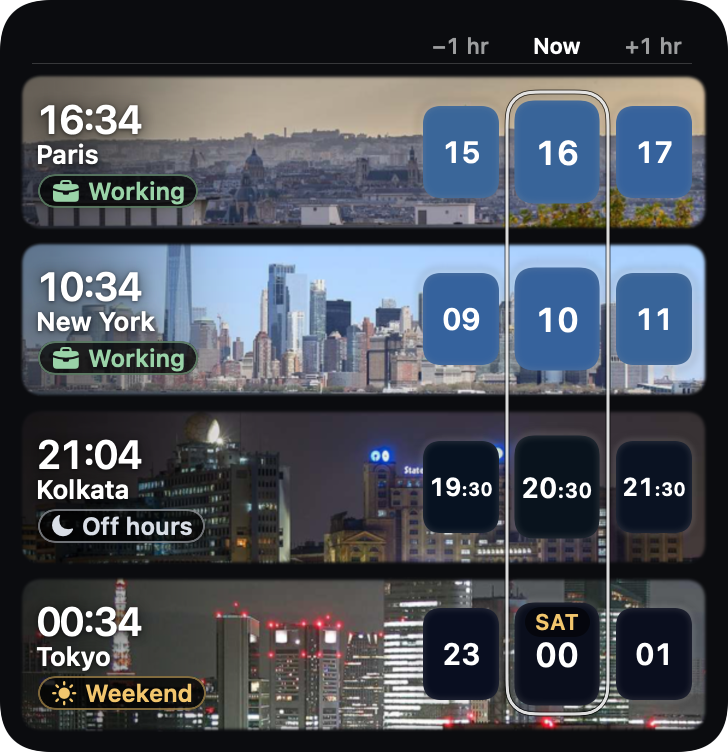 −1 hr Now +1 hr
16:34
Paris
Working
15 16 17
10:34
New York
Working
09 10 11
21:04
Kolkata
Off hours
State
19:30 20:30 21:30
00:34
Tokyo
Weekend
SAT
23 00 01